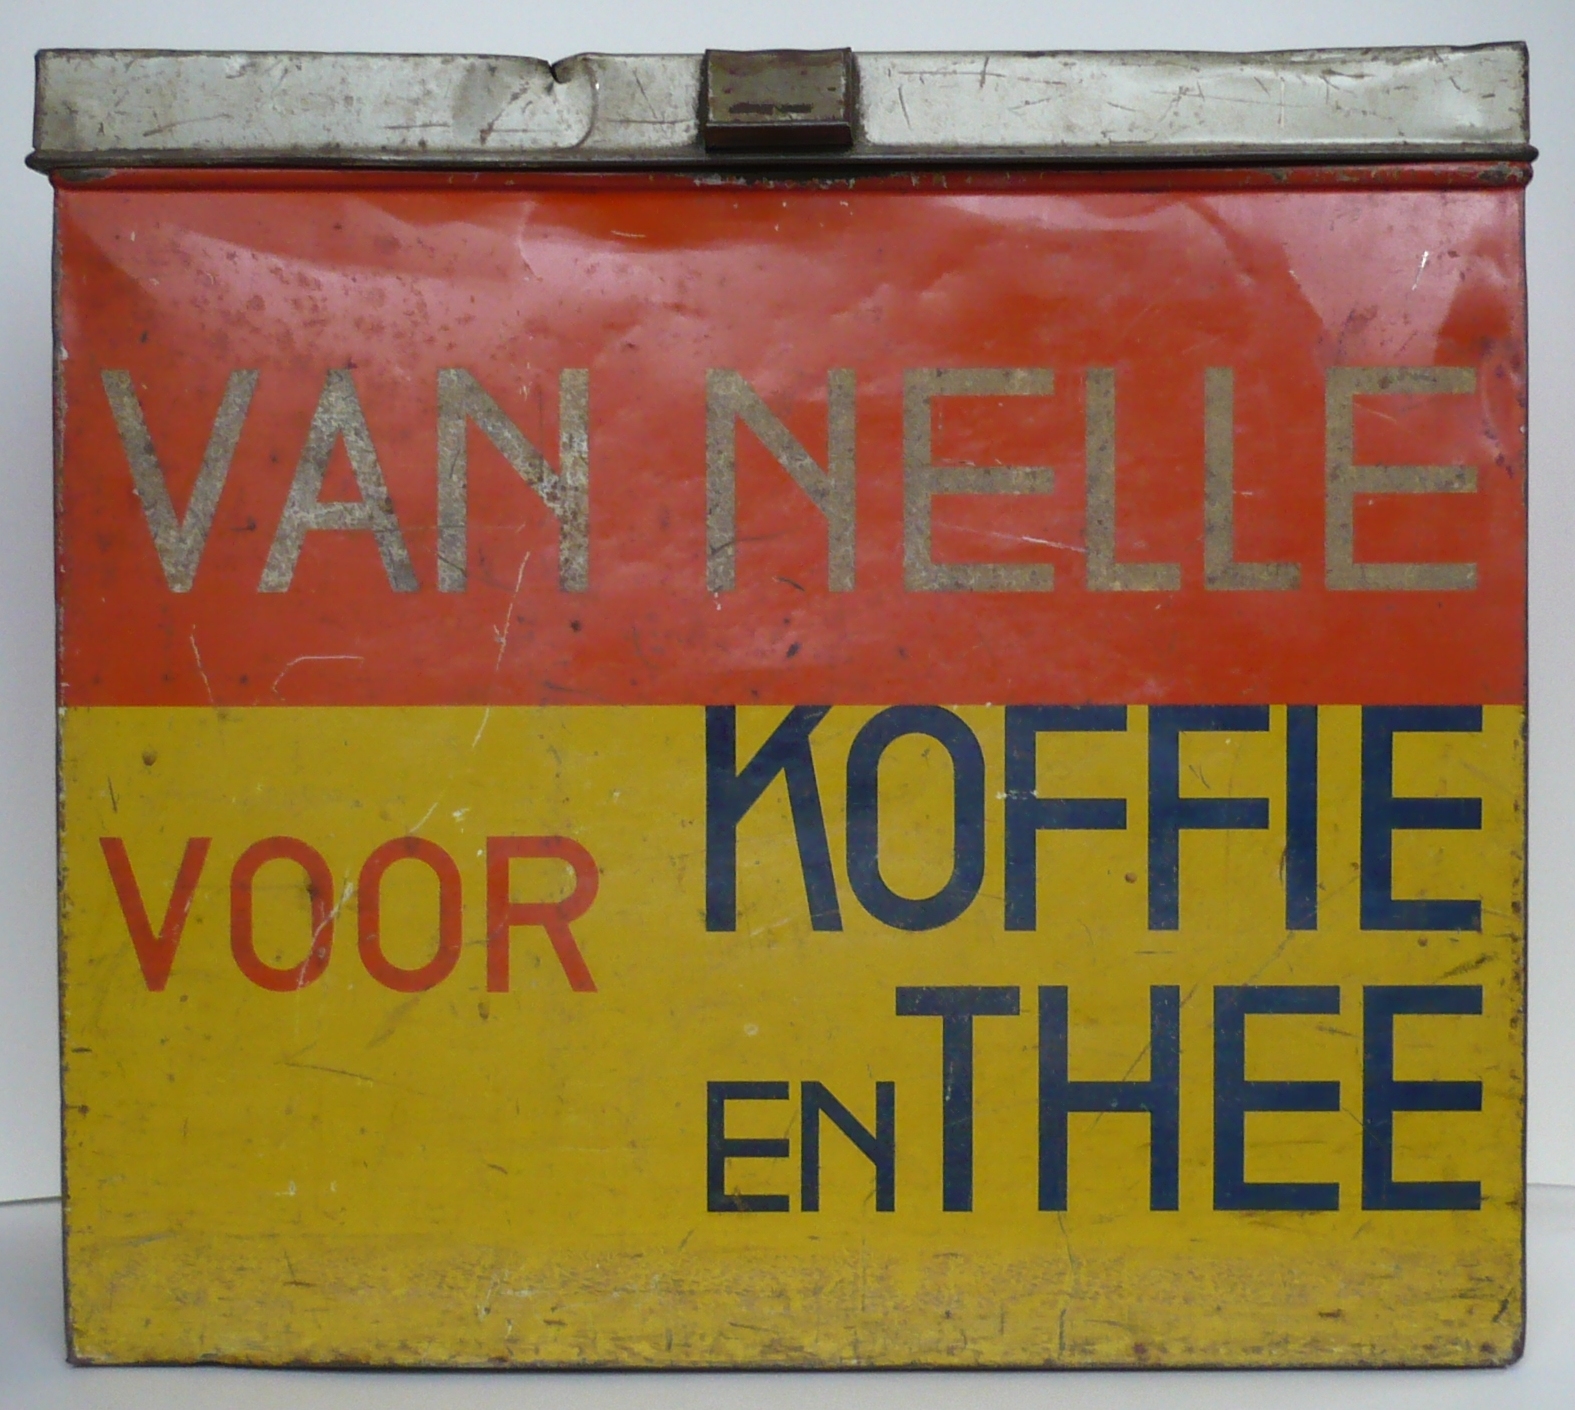 VAN NELLE
VOOR KOFFIE
EN THEE